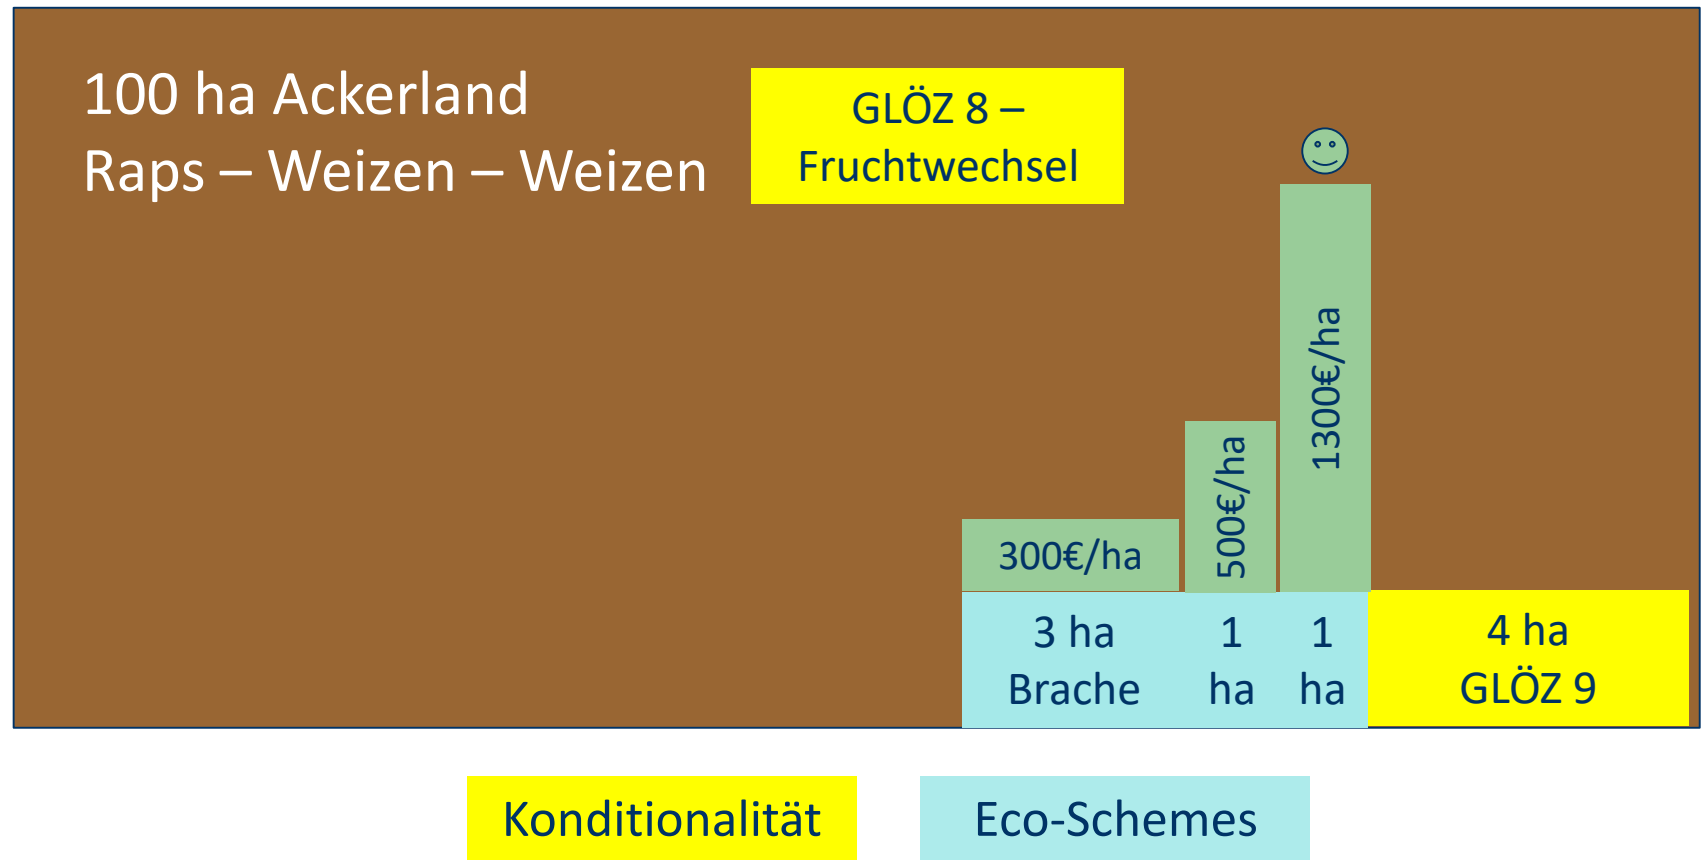 100 ha Ackerland
Raps – Weizen – Weizen
GLÖZ 8 –
Fruchtwechsel
1300€/ha
500€/ha
300€/ha
3 ha
Brache
1
ha
1
ha
4 ha
GLÖZ 9
Konditionalität
Eco-Schemes